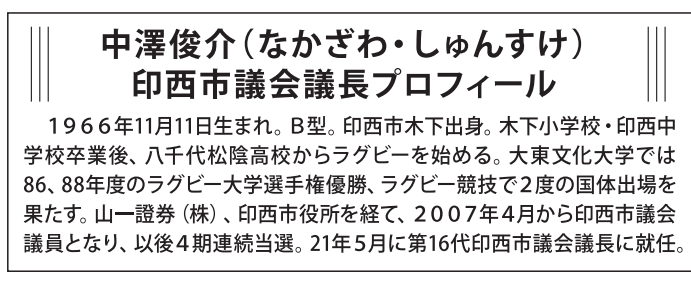 中澤俊介（なかざわ・しゅんすけ）
印西市議会議長プロフィール
１９６６年11月11日生まれ。Ｂ型。印西市木下出身。木下小学校・印西中
学校卒業後、八千代松陰高校からラグビーを始める。大東文化大学では
86、88年度のラグビー大学選手権優勝、ラグビー競技で２度の国体出場を
果たす。山一證券（株）、印西市役所を経て、２００７年４月から印西市議会
議員となり、以後４期連続当選。21年５月に第16代印西市議会議長に就任。